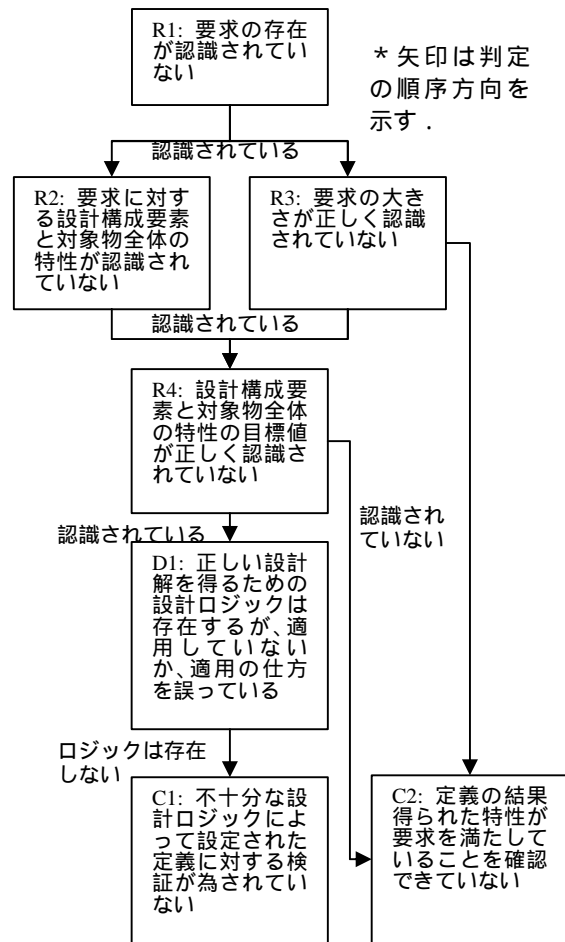 R1: 要求の存在
が認識されてい
ない
* 矢印は判定
の順序方向を
示す.
認識されている
R2: 要求に対す
る設計構成要素
と対象物全体の
特性が認識され
ていない
R3: 要求の大き
さが正しく認識
されていない
認識されている
R4: 設計構成要
素と対象物全体
の特性の目標値
が正しく認識さ
れていない
認識されている
認識され
ていない
D1: 正しい設計
解を得るための
設計ロジックは
存在するが、適
用していない
か、適用の仕方
を誤っている
ロジックは存在
しない
C1: 不十分な設
計ロジックによ
って設定された
定義に対する検
証が為されてい
ない
C2: 定義の結果
得られた特性が
要求を満たして
いることを確認
できていない